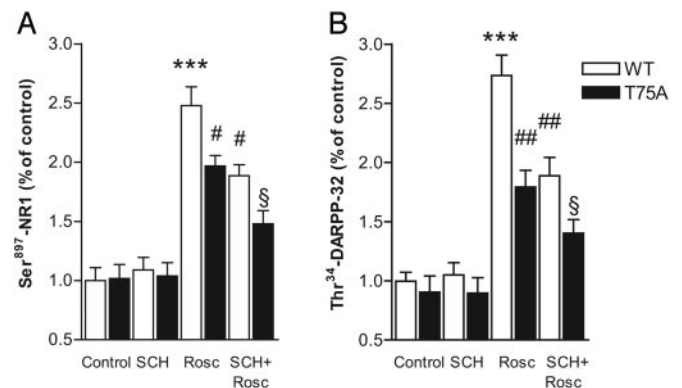 A
Ser⁸⁹⁷-NR1 (% of control)
3.0
2.5
2.0
1.5
1.0
0.5
***
#
#
§
Control SCH Rosc SCH+
Rosc
B
Thr³⁴-DARPP-32 (% of control)
3.0
2.5
2.0
1.5
1.0
0.5
***
##
##
§
Control SCH Rosc SCH+
Rosc
WT
T75A